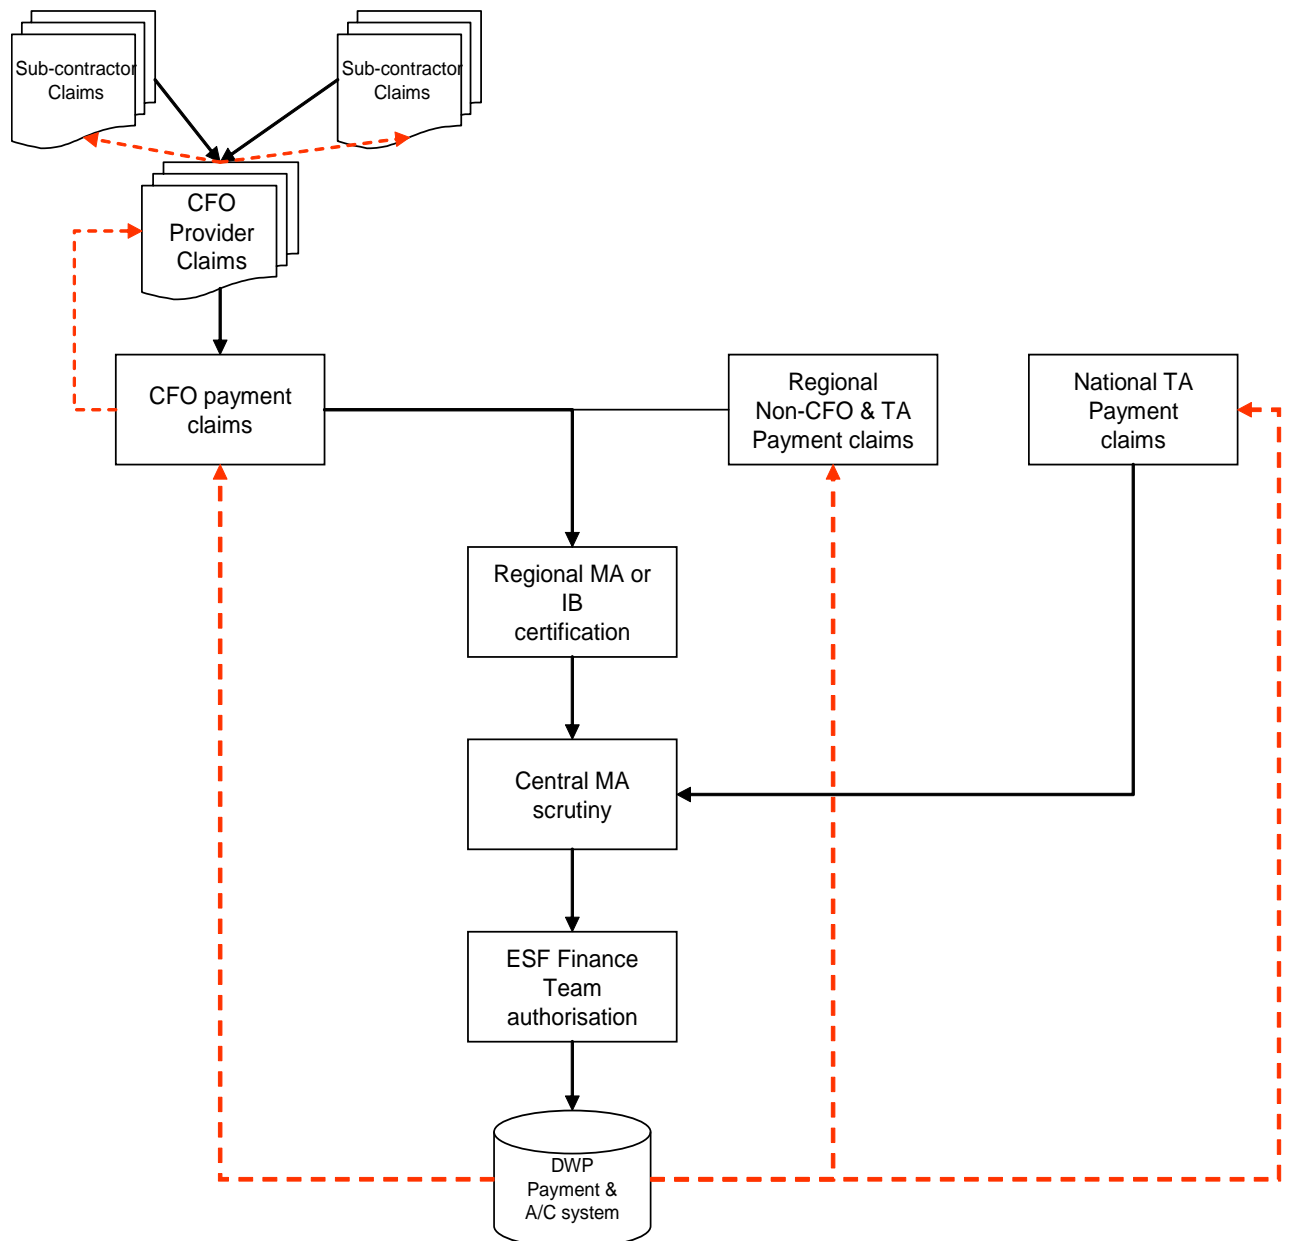 Sub-contractor
Claims
Sub-contractor
Claims
CFO
Provider
Claims
CFO payment
claims
Regional
Non-CFO & TA
Payment claims
National TA
Payment
claims
Regional MA or
IB
certification
Central MA
scrutiny
ESF Finance
Team
authorisation
DWP
Payment &
A/C system